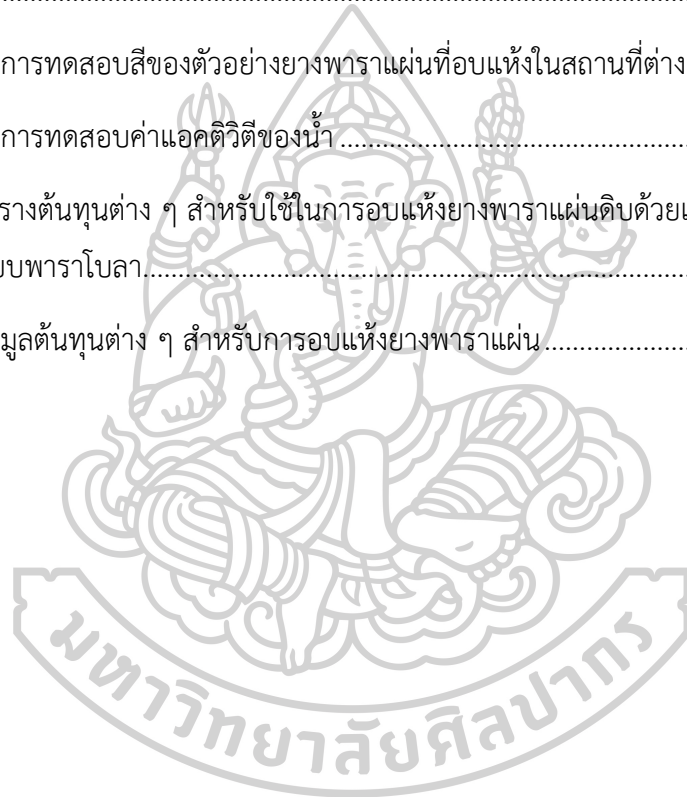 การทดสอบสีของตัวอย่างยางพาราแผ่นที่อบแห้งในสถานที่ต่าง
การทดสอบค่าแอคติวิตีของน้ำ
รางต้นทุนต่าง ๆ สำหรับใช้ในการอบแห้งยางพาราแผ่นดิบด้วยเ
บบพาราโบลา
มูลต้นทุนต่าง ๆ สำหรับการอบแห้งยางพาราแผ่น
มหาวิทยาลัยศิลปากร